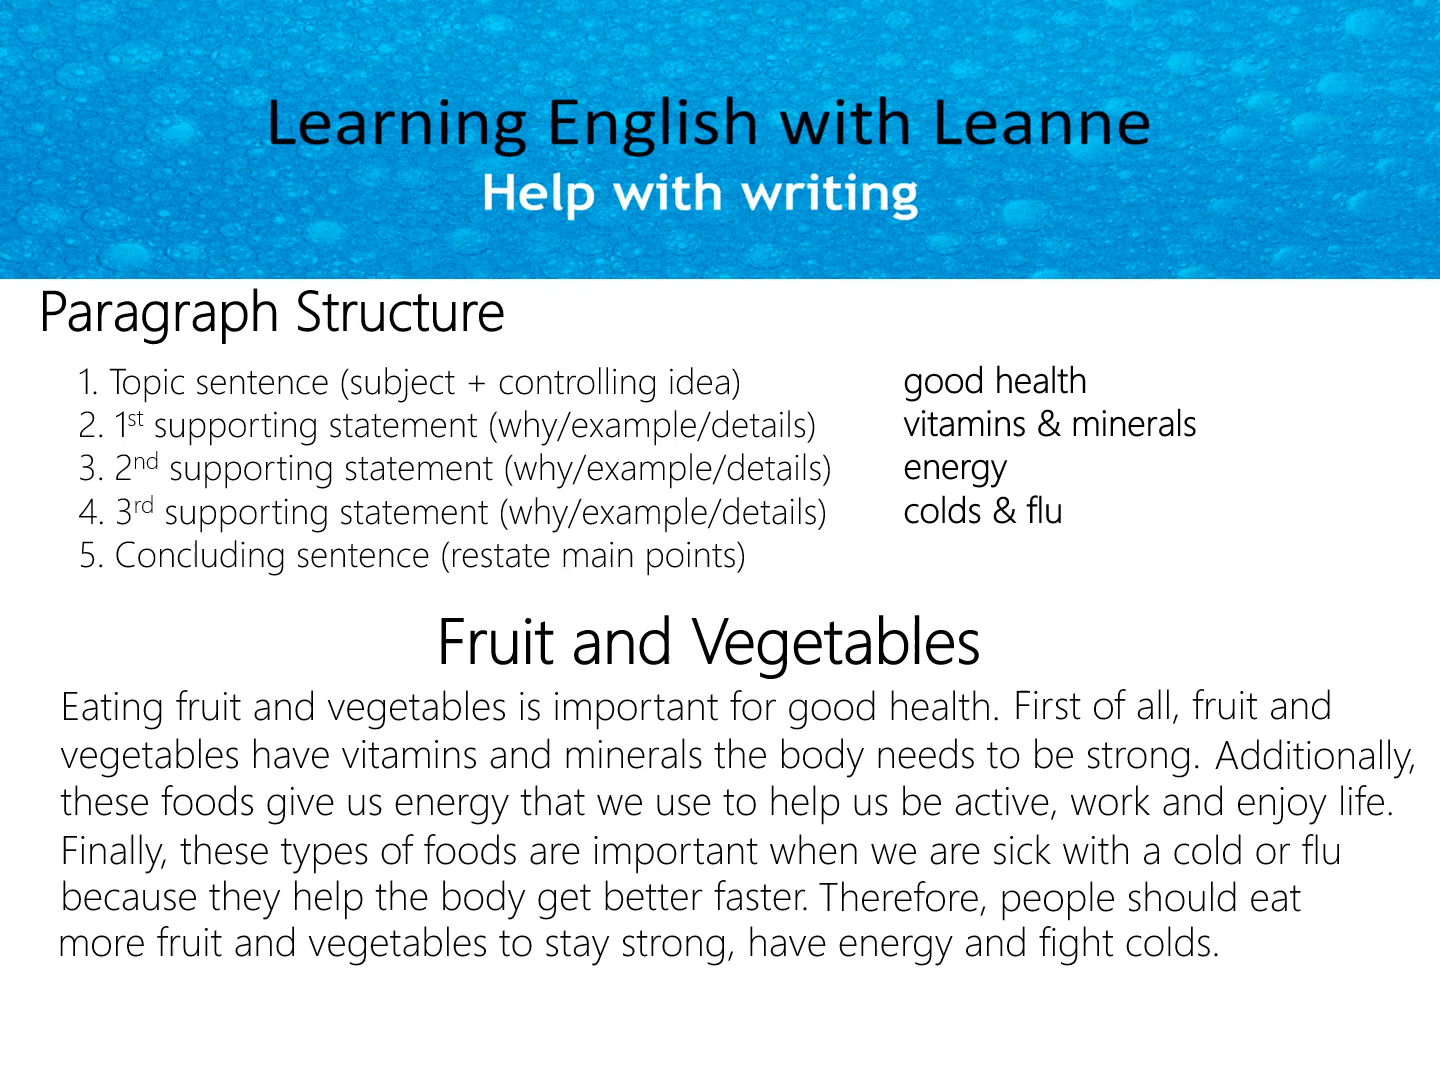 Learning English with Leanne
Help with writing
Paragraph Structure
1. Topic sentence (subject + controlling idea) good health
2. 1st supporting statement (why/example/details) vitamins & minerals
3. 2nd supporting statement (why/example/details) energy
4. 3rd supporting statement (why/example/details) colds & flu
5. Concluding sentence (restate main points)
Fruit and Vegetables
Eating fruit and vegetables is important for good health. First of all, fruit and
vegetables have vitamins and minerals the body needs to be strong. Additionally,
these foods give us energy that we use to help us be active, work and enjoy life.
Finally, these types of foods are important when we are sick with a cold or flu
because they help the body get better faster. Therefore, people should eat
more fruit and vegetables to stay strong, have energy and fight colds.